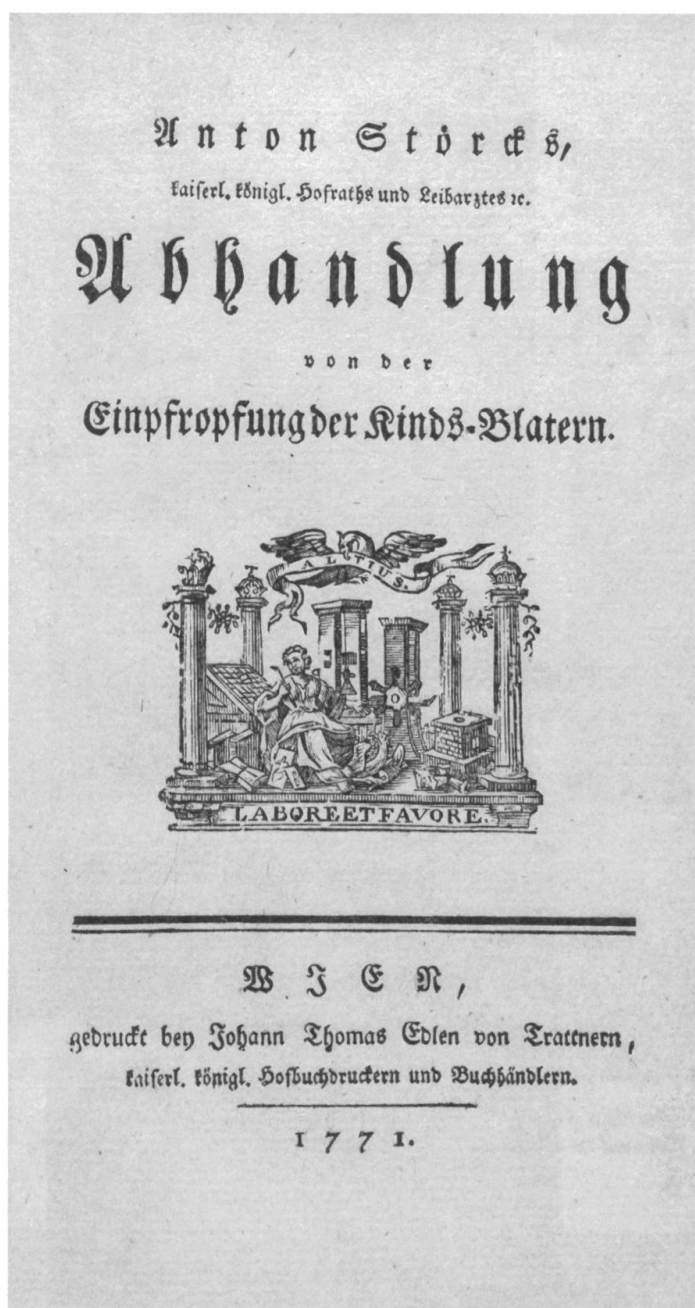 Anton Störcks,
kaiserl. königl. Hofraths und Leibarztes ꝛc.
Abhandlung
von der
Einpfropfung der Kinds-Blatern.
ALTIUS.
LABORE ET FAVORE.
WIEN,
gedruckt bey Johann Thomas Edlen von Trattnern,
kaiserl. königl. Hofbuchdruckern und Buchhändlern.
1771.